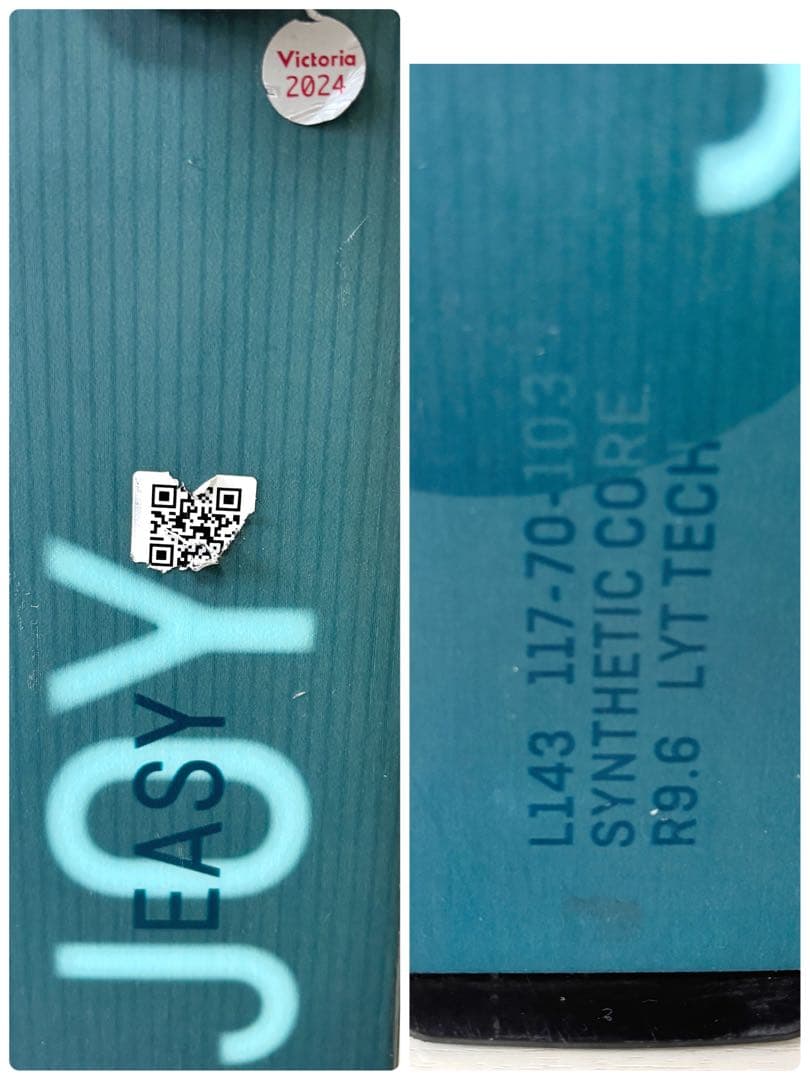 Victoria
2024
JOY
EASY
L143 117-70-103
SYNTHETIC CORE
R9.6 LYT TECH